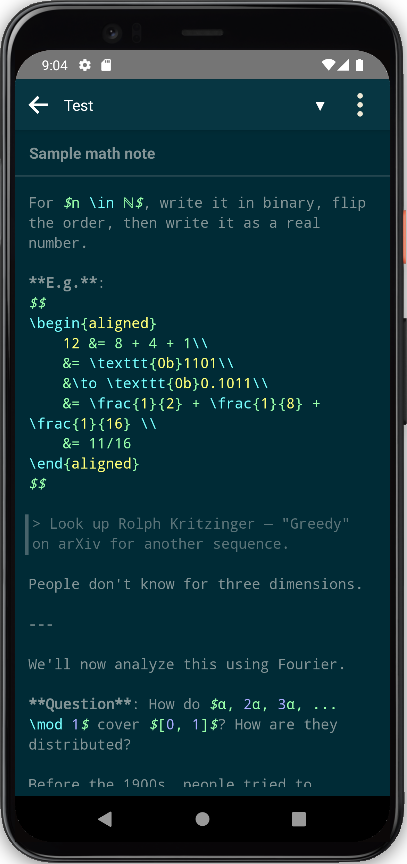 9:04
Test
Sample math note
For $n \in ℕ$, write it in binary, flip
the order, then write it as a real
number.
**E.g.**:
$$
\begin{aligned}
12 &= 8 + 4 + 1\\
&= \texttt{0b}1101\\
&\to \texttt{0b}0.1011\\
&= \frac{1}{2} + \frac{1}{8} +
\frac{1}{16} \\
&= 11/16
\end{aligned}
$$
> Look up Rolph Kritzinger — "Greedy"
on arXiv for another sequence.
People don't know for three dimensions.
---
We'll now analyze this using Fourier.
**Question**: How do $α, 2α, 3α, ...
\mod 1$ cover $[0, 1]$? How are they
distributed?
Before the 1900s, people tried to